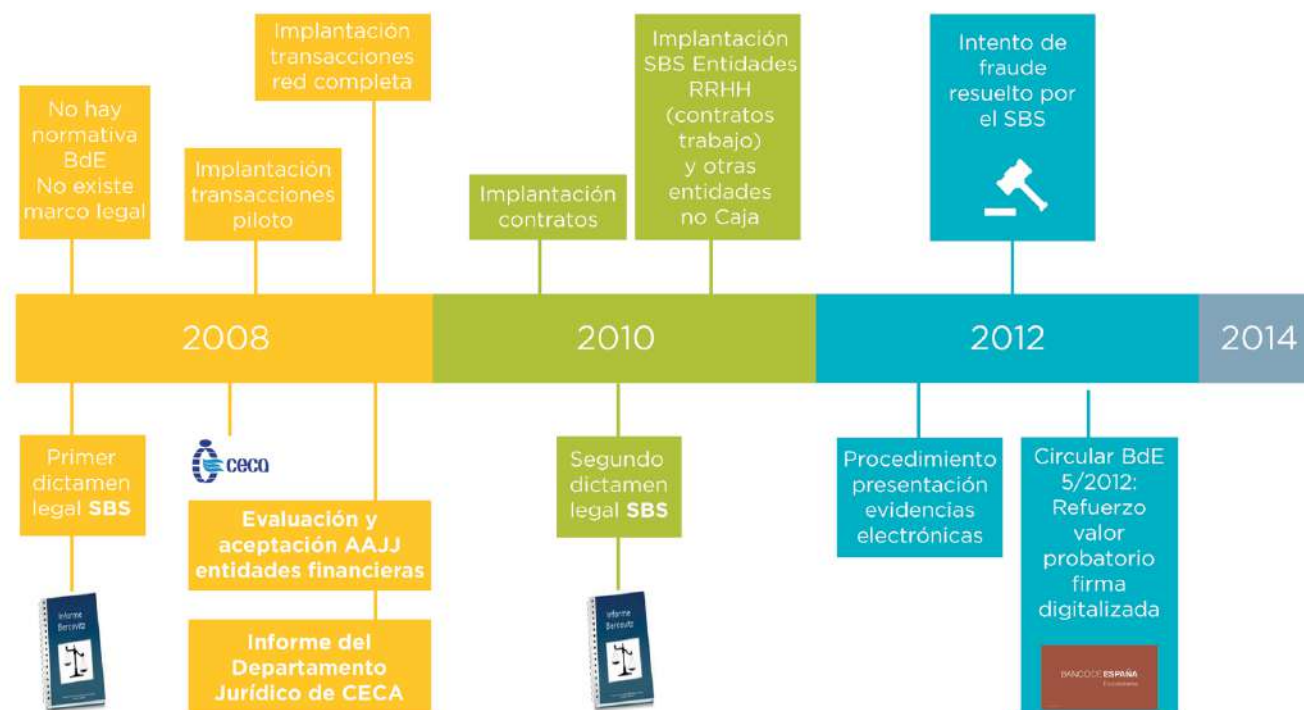 No hay
normativa
BdE
No existe
marco legal
Implantación
transacciones
piloto
Implantación
transacciones
red completa
Implantación
contratos
Implantación
SBS Entidades
RRHH
(contratos
trabajo)
y otras
entidades
no Caja
Intento de
fraude
resuelto por
el SBS
2008
2010
2012
2014
Primer
dictamen
legal SBS
Informe
Bercovitz
ceca
Evaluación y
aceptación AAJJ
entidades financieras
Informe del
Departamento
Jurídico de CECA
Segundo
dictamen
legal SBS
Informe
Bercovitz
Procedimiento
presentación
evidencias
electrónicas
Circular BdE
5/2012:
Refuerzo
valor
probatorio
firma
digitalizada
BANCODEESPAÑA